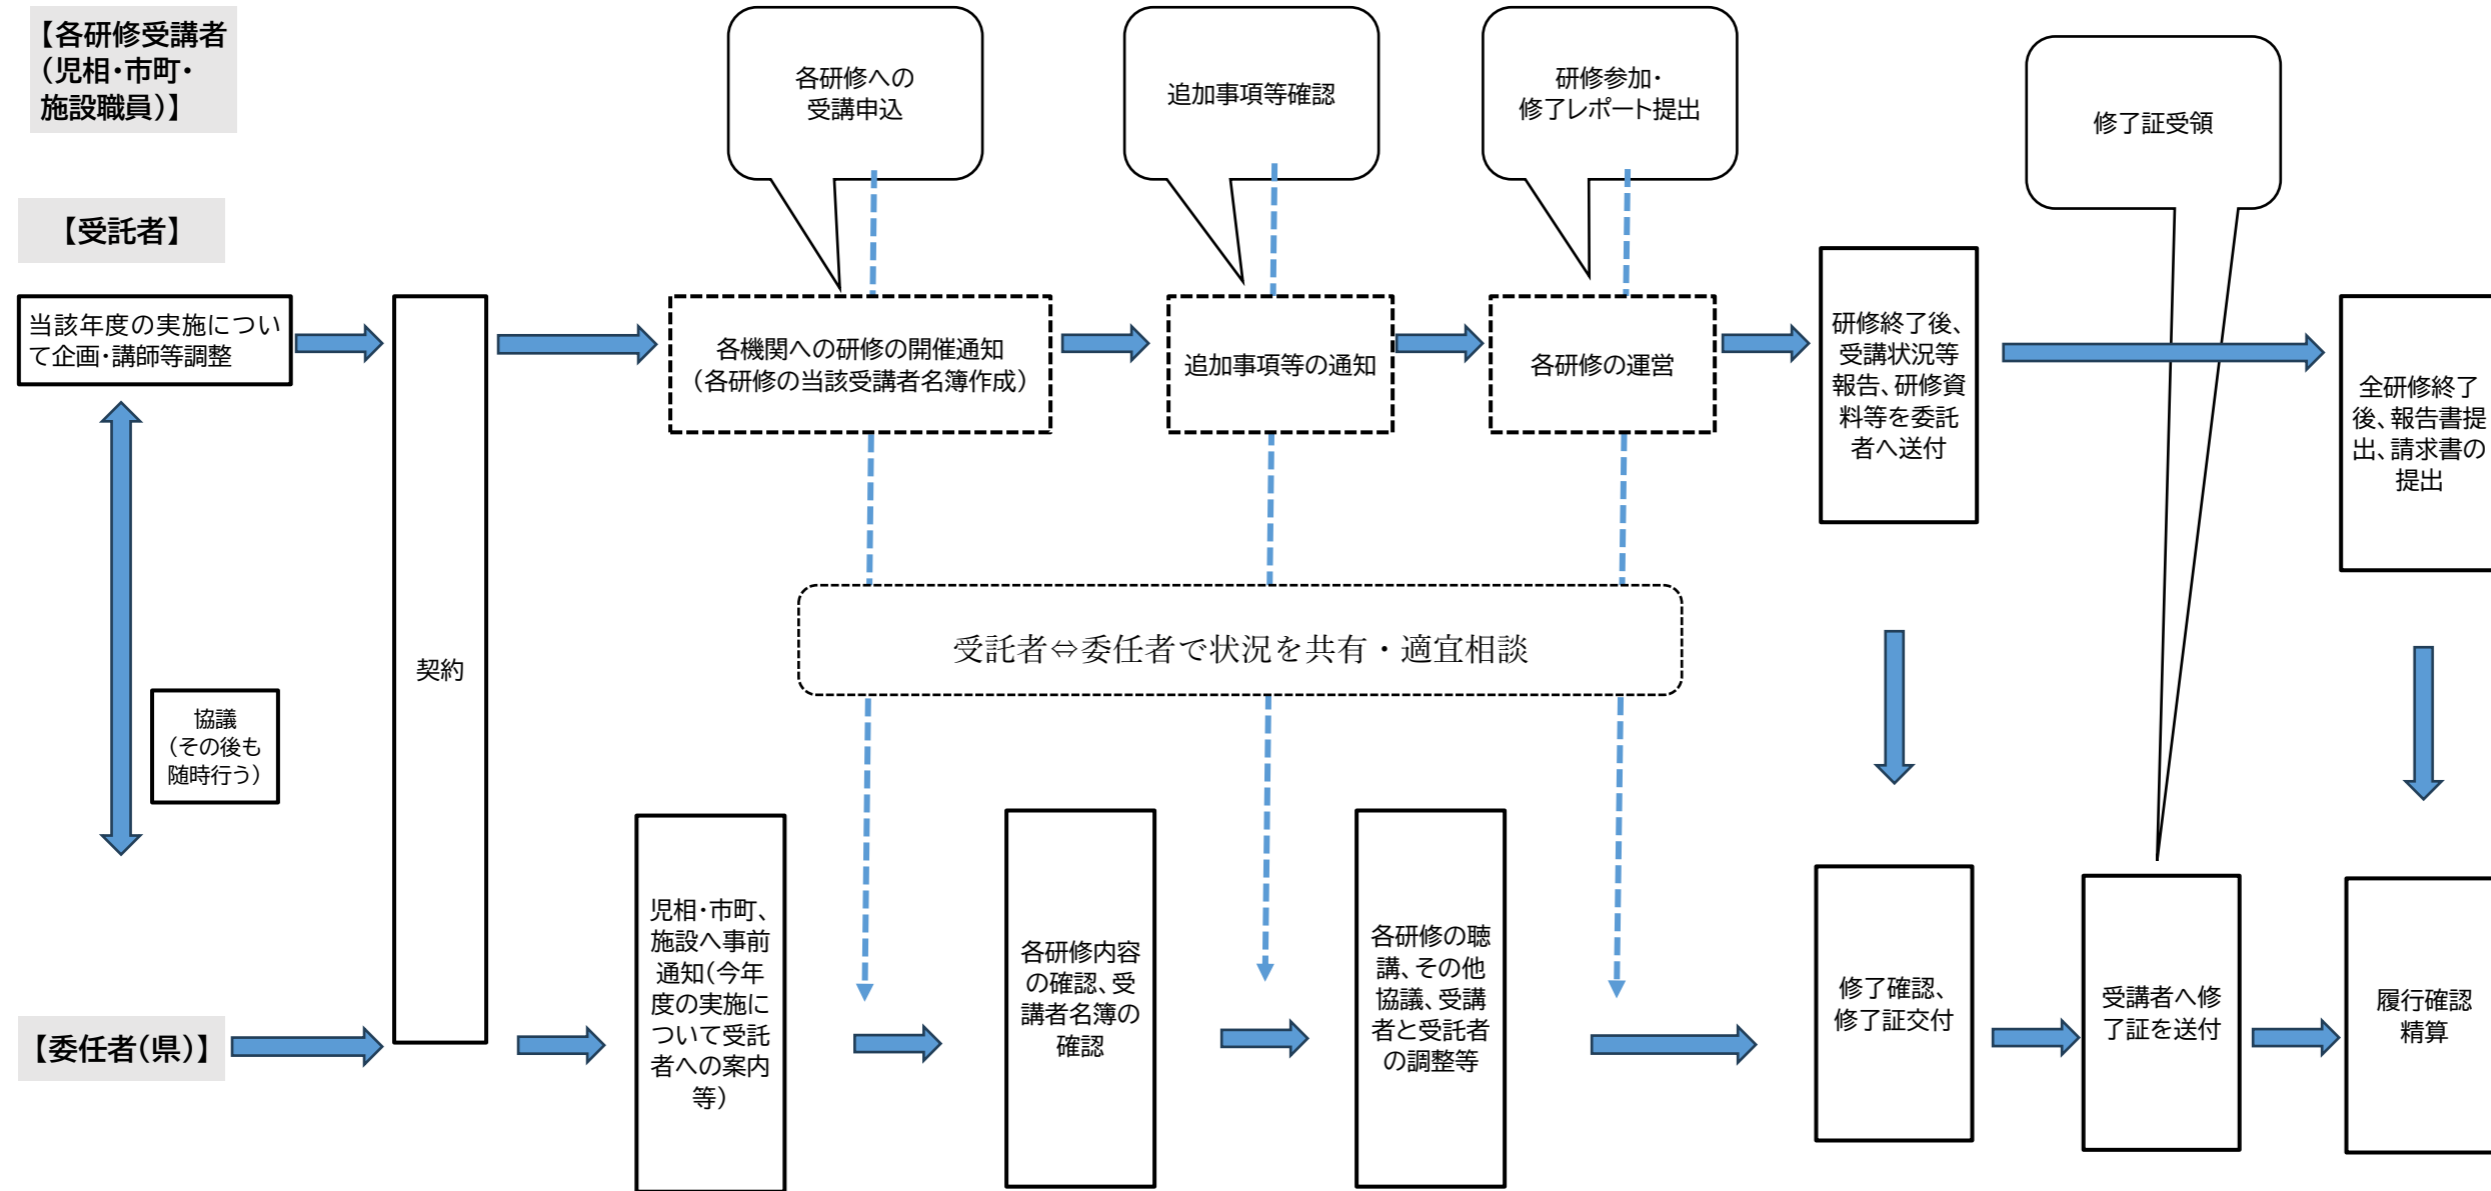 【各研修受講者
(児相・市町・
施設職員)】
各研修への
受講申込
追加事項等確認
研修参加・
修了レポート提出
修了証受領
【受託者】
当該年度の実施につい
て企画・講師等調整
契約
各機関への研修の開催通知
(各研修の当該受講者名簿作成)
追加事項等の通知
各研修の運営
研修終了後、
受講状況等
報告、研修資
料等を委託
者へ送付
全研修終了
後、報告書提
出、請求書の
提出
受託者⇔委任者で状況を共有・適宜相談
協議
(その後も
随時行う)
【委任者(県)】
児相・市町、
施設へ事前
通知(今年
度の実施に
ついて受託
者への案内
等)
各研修内容
の確認、受
講者名簿の
確認
各研修の聴
講、その他
協議、受講
者と受託者
の調整等
修了確認、
修了証交付
受講者へ修
了証を送付
履行確認
精算